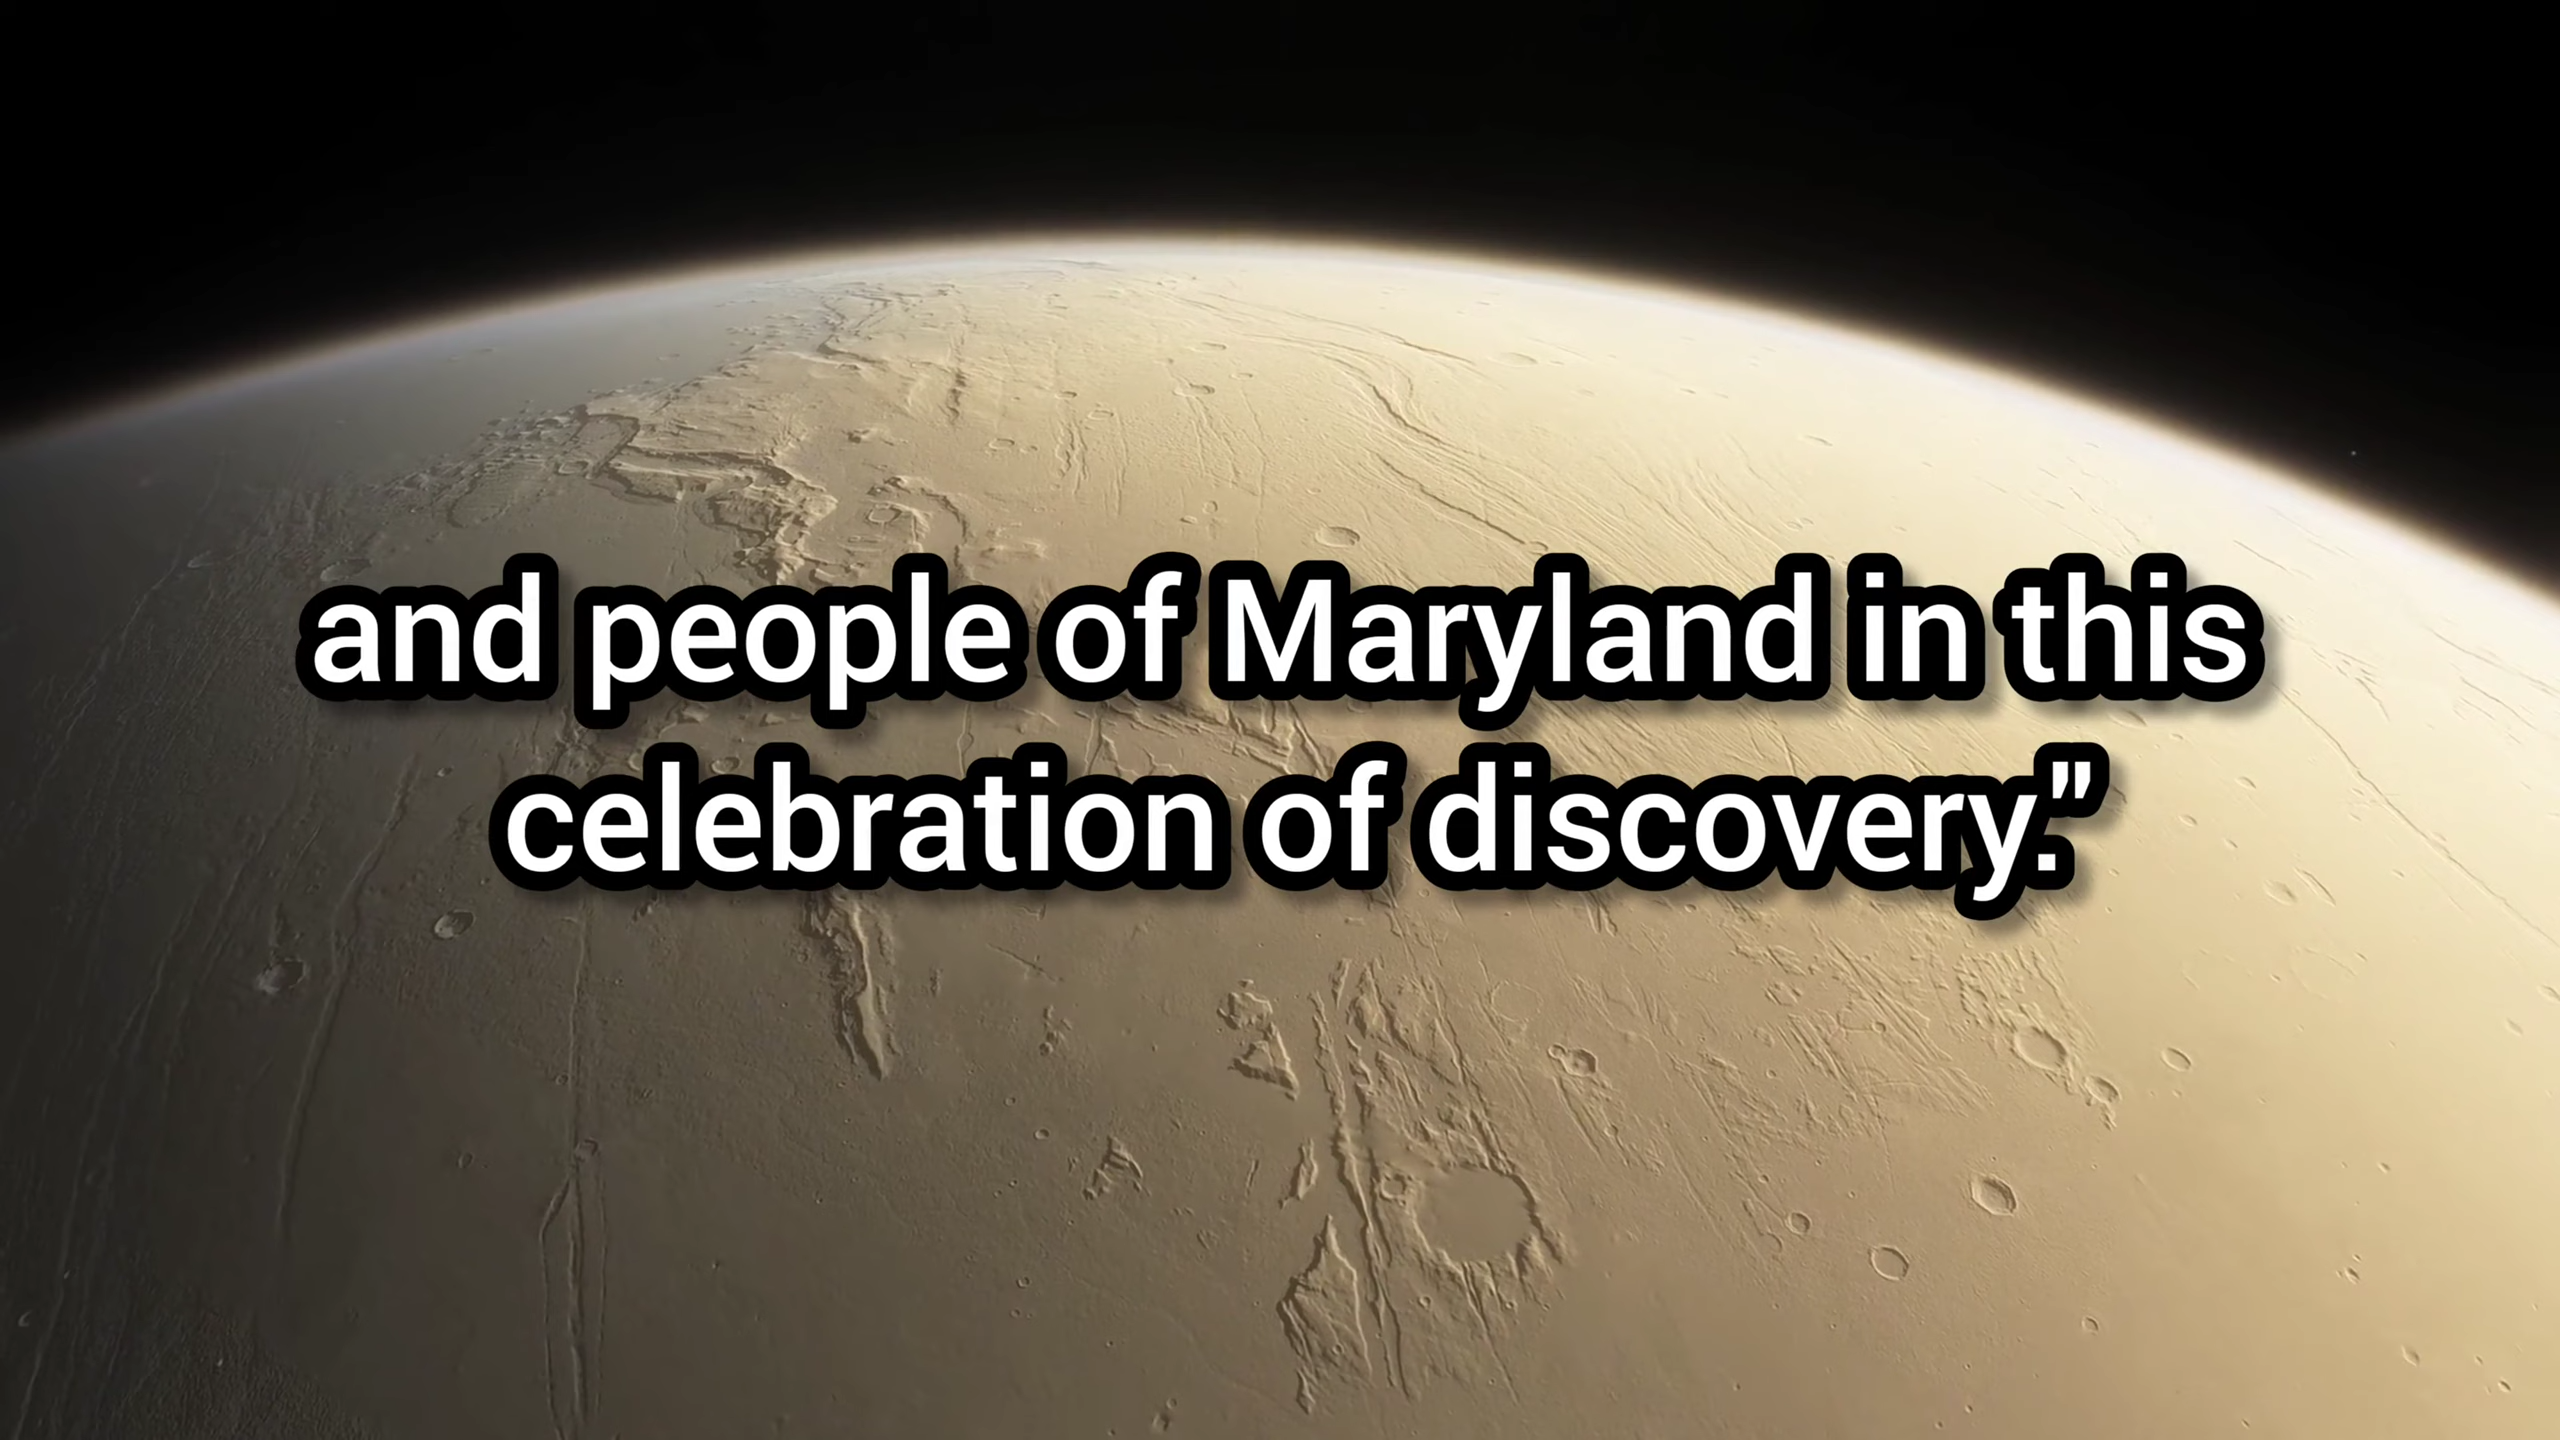 and people of Maryland in this
celebration of discovery."